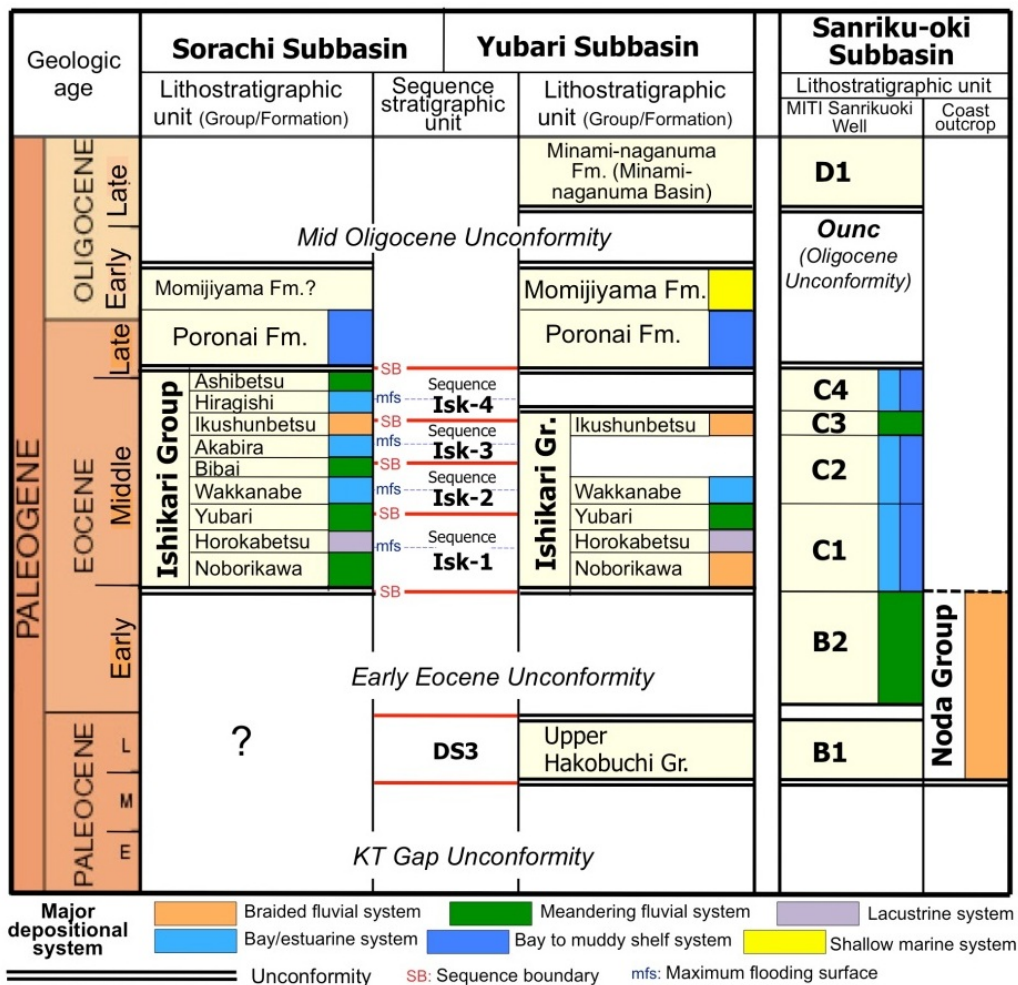 Geologic
age
Sorachi Subbasin
Yubari Subbasin
Sanriku-oki
Subbasin
Lithostratigraphic
unit (Group/Formation)
Sequence
stratigraphic
unit
Lithostratigraphic
unit (Group/Formation)
Lithostratigraphic unit
MITI Sanrikuoki
Well
Coast
outcrop
PALEOGENE
OLIGOCENE
Late
Early
EOCENE
Late
Middle
Early
PALEOCENE
L
M
E
Minami-naganuma
Fm. (Minami-
naganuma Basin)
D1
Mid Oligocene Unconformity
Ounc
(Oligocene
Unconformity)
Momijiyama Fm.?
Momijiyama Fm.
Poronai Fm.
Poronai Fm.
Ishikari Group
Ashibetsu
Hiragishi
Ikushunbetsu
Akabira
Bibai
Wakkanabe
Yubari
Horokabetsu
Noborikawa
SB
Sequence
mfs
Isk-4
SB
Sequence
mfs
Isk-3
SB
Sequence
mfs
Isk-2
SB
Sequence
mfs
Isk-1
SB
Ishikari Gr.
Ikushunbetsu
Wakkanabe
Yubari
Horokabetsu
Noborikawa
C4
C3
C2
C1
B2
B1
Noda Group
Early Eocene Unconformity
?
DS3
Upper
Hakobuchi Gr.
KT Gap Unconformity
Major
depositional
system
Braided fluvial system
Meandering fluvial system
Lacustrine system
Bay/estuarine system
Bay to muddy shelf system
Shallow marine system
Unconformity
SB: Sequence boundary
mfs: Maximum flooding surface